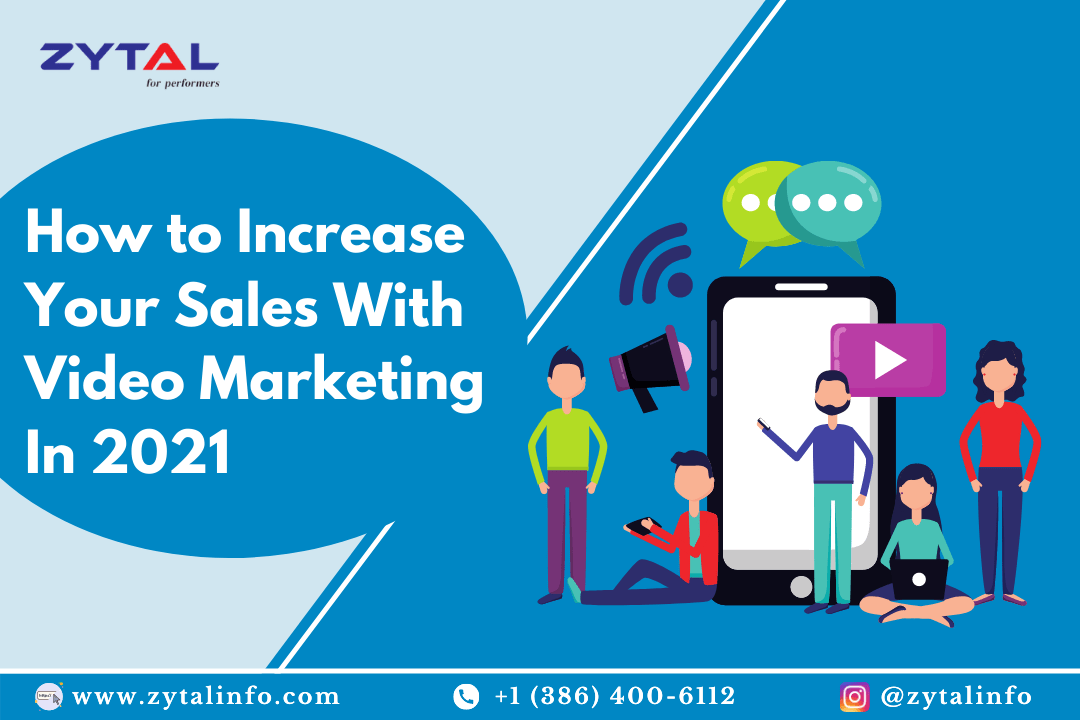 ZYTAL
for performers
How to Increase
Your Sales With
Video Marketing
In 2021
www.zytalinfo.com
+1 (386) 400-6112
@zytalinfo